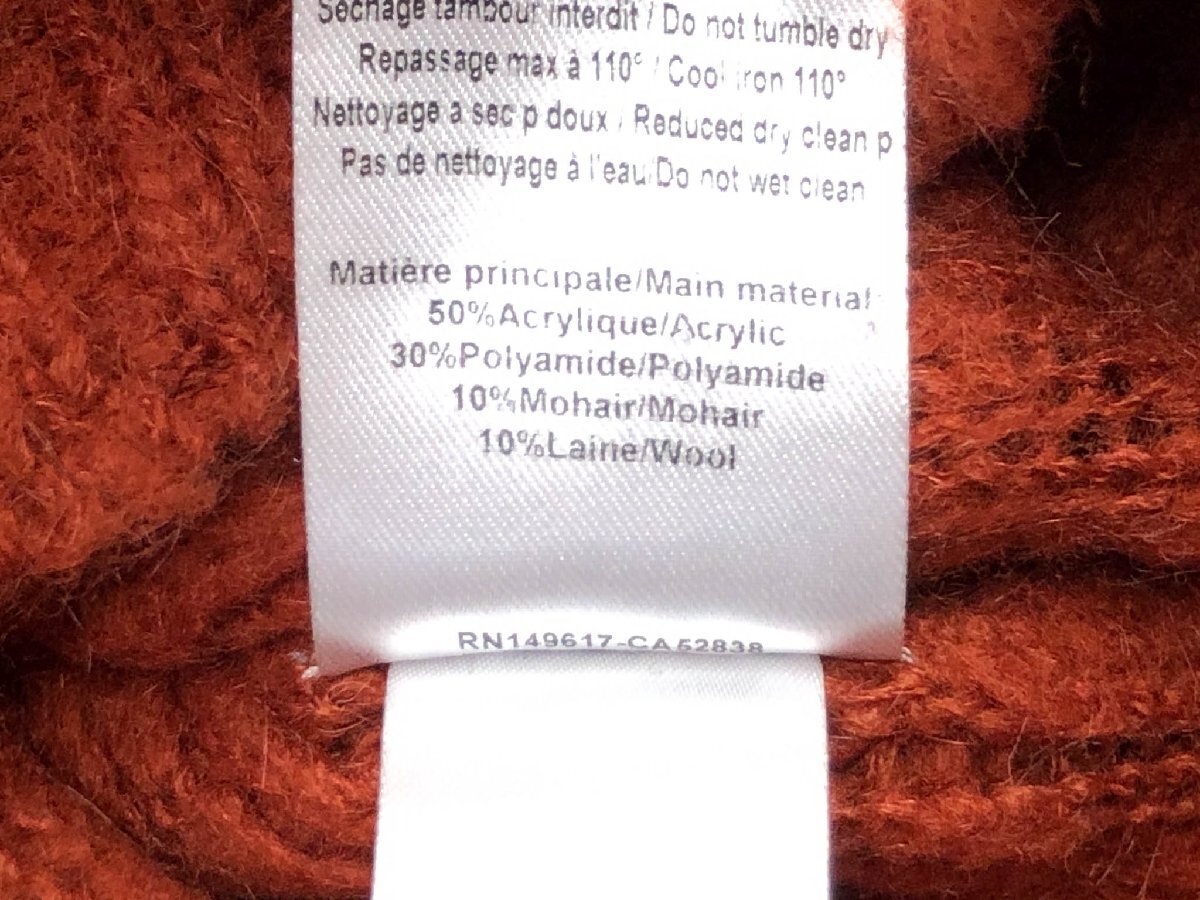 Séchage tambour interdit / Do not tumble dry
Repassage max à 110° / Cool iron 110°
Nettoyage a sec p doux / Reduced dry clean p
Pas de nettoyage à l'eau/Do not wet clean
Matière principale/Main material:
50%Acrylique/Acrylic
30%Polyamide/Polyamide
10%Mohair/Mohair
10%Laine/Wool
RN149617-CA52838